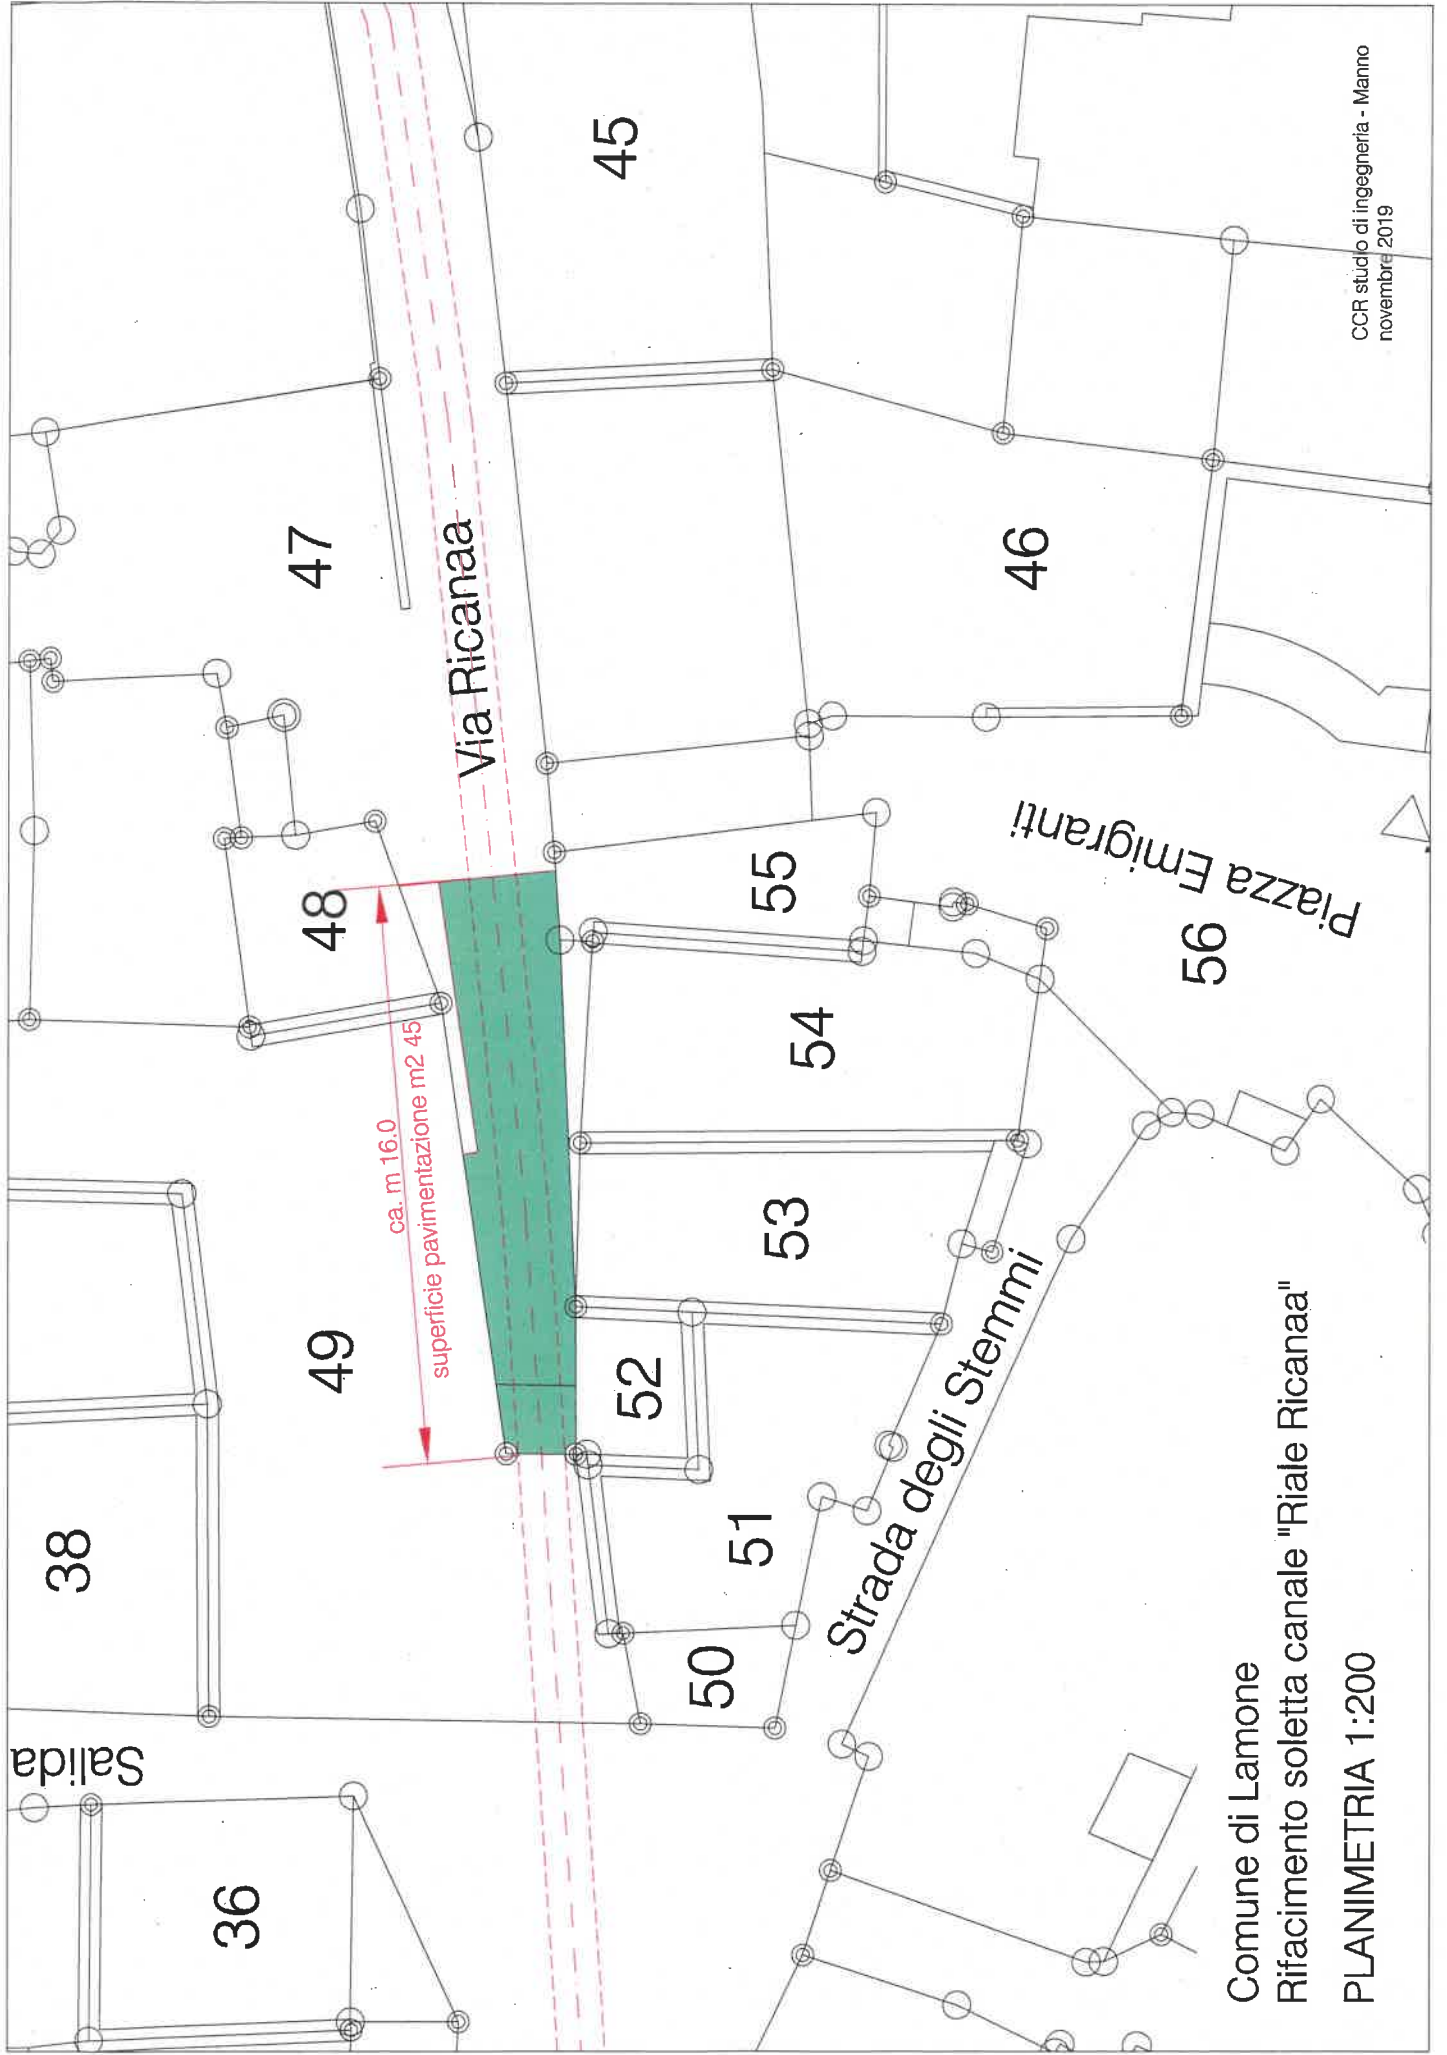 Salida
36
38
49
48
47
45
ca. m 16.0
superficie pavimentazione m2 45
Via Ricanaa
50
51
52
53
54
55
46
56
Strada degli Stemmi
Piazza Emigranti
Comune di Lamone
Rifacimento soletta canale "Riale Ricanaa"
PLANIMETRIA 1:200
CCR studio di ingegneria - Manno
novembre 2019